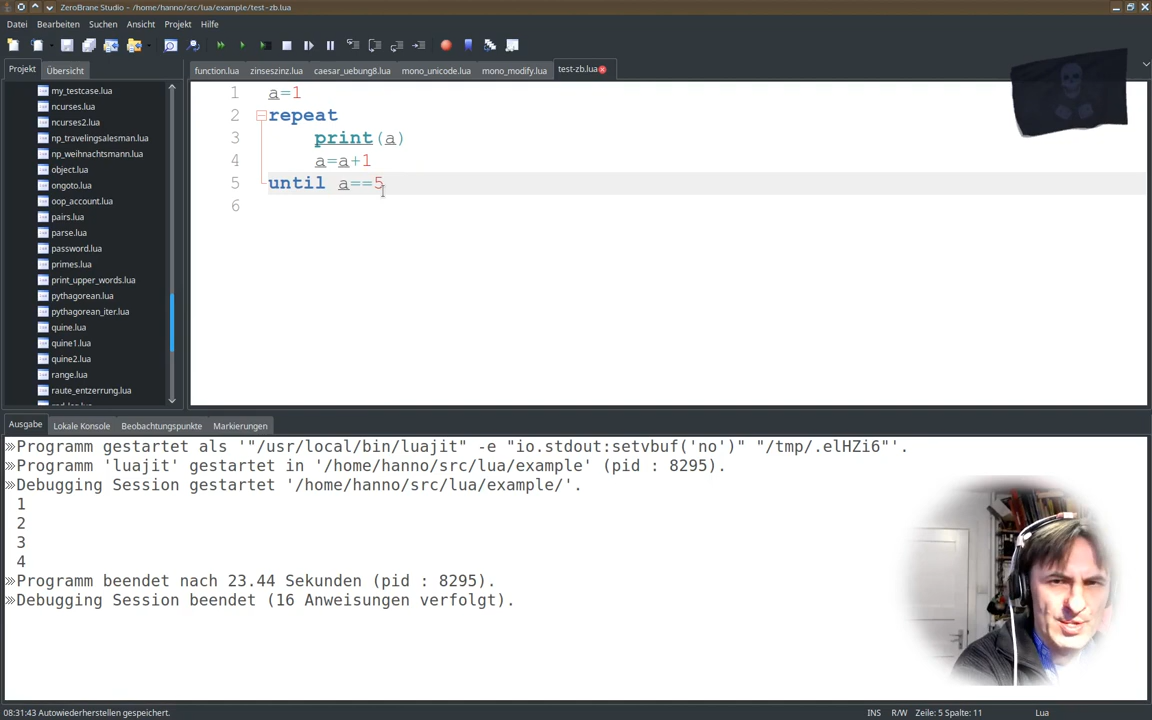 ZeroBrane Studio - /home/hanno/src/lua/example/test-zb.lua
Datei Bearbeiten Suchen Ansicht Projekt Hilfe
Projekt Übersicht
my_testcase.lua
ncurses.lua
ncurses2.lua
np_travelingsalesman.lua
np_weihnachtsmann.lua
object.lua
ongoto.lua
oop_account.lua
pairs.lua
parse.lua
password.lua
primes.lua
print_upper_words.lua
pythagorean.lua
pythagorean_iter.lua
quine.lua
quine1.lua
quine2.lua
range.lua
raute_entzerrung.lua
function.lua zinseszinz.lua caesar_uebung8.lua mono_unicode.lua mono_modify.lua test-zb.lua
1 a=1
2 repeat
3 print(a)
4 a=a+1
5 until a==5
6
Ausgabe Lokale Konsole Beobachtungspunkte Markierungen
»Programm gestartet als '"/usr/local/bin/luajit" -e "io.stdout:setvbuf('no')" "/tmp/.elHZi6"'.
»Programm 'luajit' gestartet in '/home/hanno/src/lua/example' (pid : 8295).
»Debugging Session gestartet '/home/hanno/src/lua/example/'.
1
2
3
4
»Programm beendet nach 23.44 Sekunden (pid : 8295).
»Debugging Session beendet (16 Anweisungen verfolgt).
08:31:43 Autowiederherstellen gespeichert. INS R/W Zeile: 5 Spalte: 11 Lua